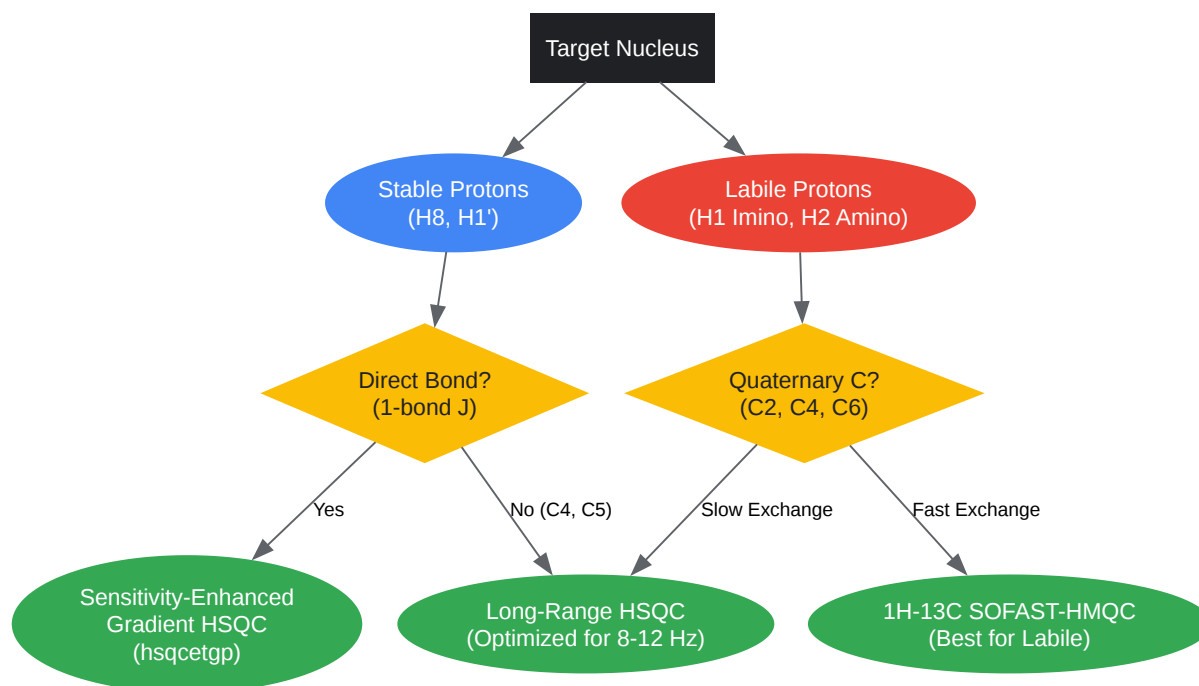 Target Nucleus
Stable Protons
(H8, H1')
Labile Protons
(H1 Imino, H2 Amino)
Direct Bond?
(1-bond J)
Quaternary C?
(C2, C4, C6)
Yes
No (C4, C5)
Slow Exchange
Fast Exchange
Sensitivity-Enhanced
Gradient HSQC
(hsqcetgp)
Long-Range HSQC
(Optimized for 8-12 Hz)
1H-13C SOFAST-HMQC
(Best for Labile)